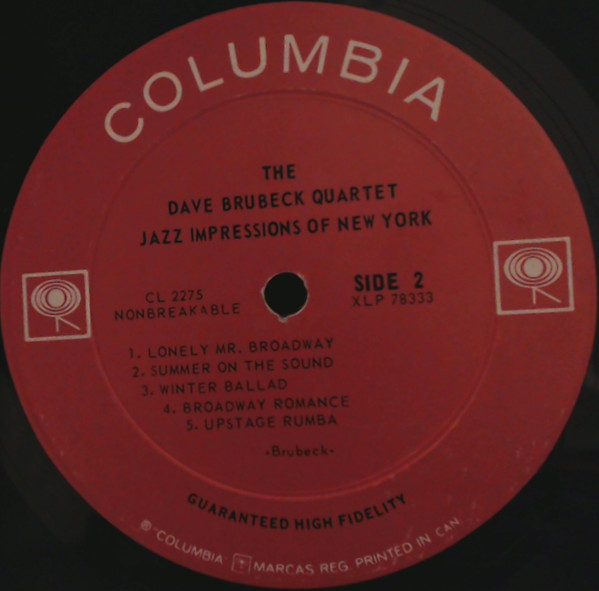 COLUMBIA
THE
DAVE BRUBECK QUARTET
JAZZ IMPRESSIONS OF NEW YORK
CL 2275
NONBREAKABLE
SIDE 2
XLP 78333
1. LONELY MR. BROADWAY
2. SUMMER ON THE SOUND
3. WINTER BALLAD
4. BROADWAY ROMANCE
5. UPSTAGE RUMBA
•Brubeck•
GUARANTEED HIGH FIDELITY
® "COLUMBIA" MARCAS REG. PRINTED IN CAN.